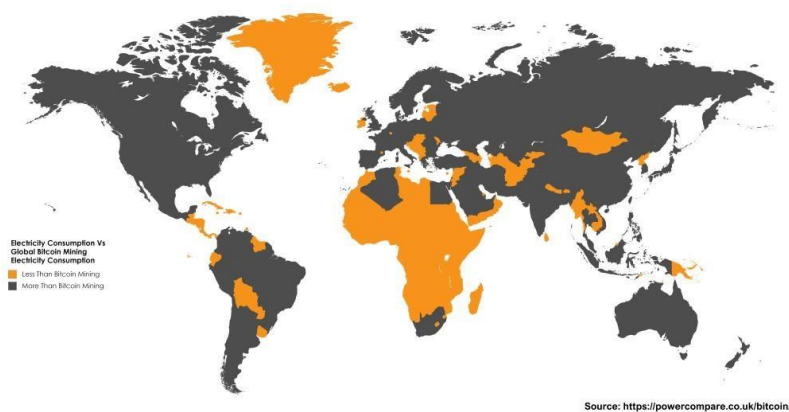 Electricity Consumption Vs
Global Bitcoin Mining
Electricity Consumption
Less Than Bitcoin Mining
More Than Bitcoin Mining
Source: https://powercompare.co.uk/bitcoin